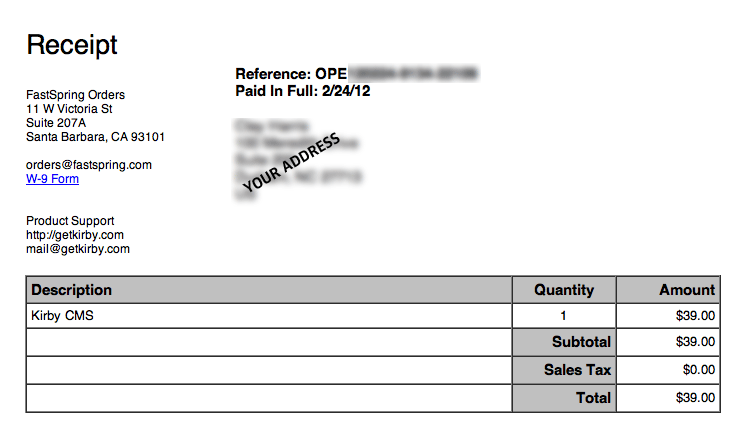 Receipt
FastSpring Orders
11 W Victoria St
Suite 207A
Santa Barbara, CA 93101
orders@fastspring.com
W-9 Form
Product Support
http://getkirby.com
mail@getkirby.com
Reference: OPE
Paid In Full: 2/24/12
YOUR ADDRESS
Description Quantity Amount
Kirby CMS 1 $39.00
Subtotal $39.00
Sales Tax $0.00
Total $39.00